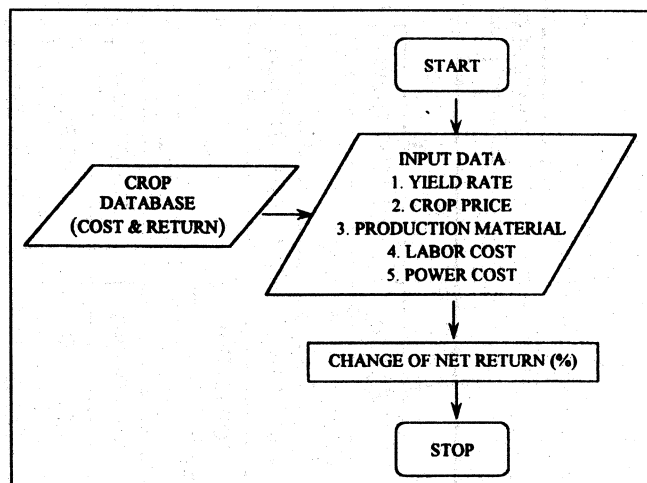 START
INPUT DATA
1. YIELD RATE
2. CROP PRICE
3. PRODUCTION MATERIAL
4. LABOR COST
5. POWER COST
CROP
DATABASE
(COST & RETURN)
CHANGE OF NET RETURN (%)
STOP